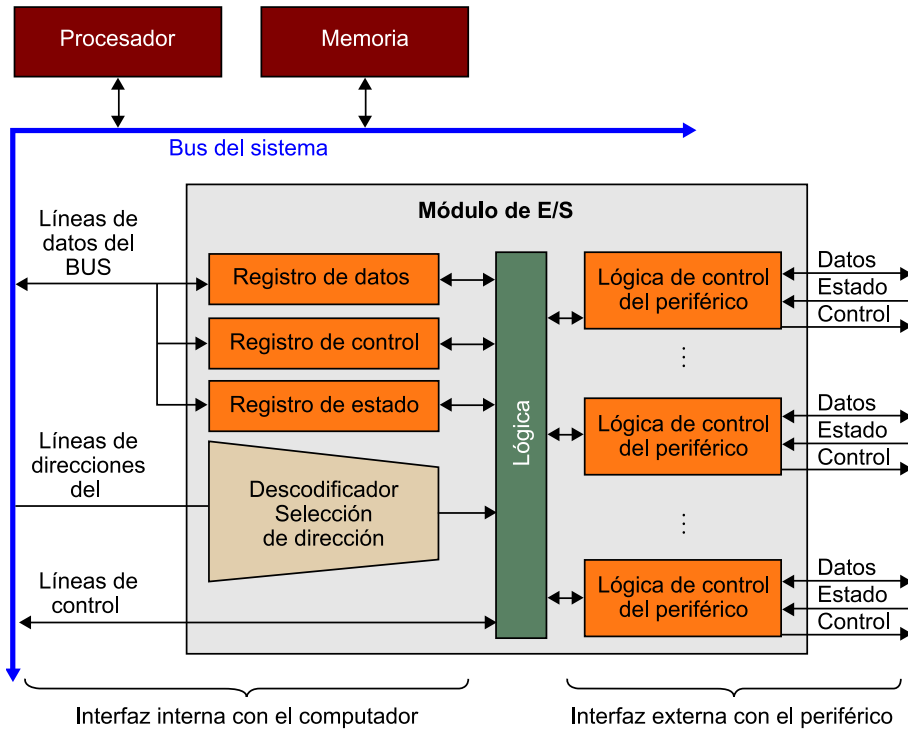 Procesador
Memoria
Bus del sistema
Módulo de E/S
Líneas de
datos del
BUS
Registro de datos
Registro de control
Registro de estado
Líneas de
direcciones
del
Descodificador
Selección
de dirección
Líneas de
control
Lógica
Lógica de control
del periférico
Datos
Estado
Control
Lógica de control
del periférico
Datos
Estado
Control
Lógica de control
del periférico
Datos
Estado
Control
Interfaz interna con el computador
Interfaz externa con el periférico